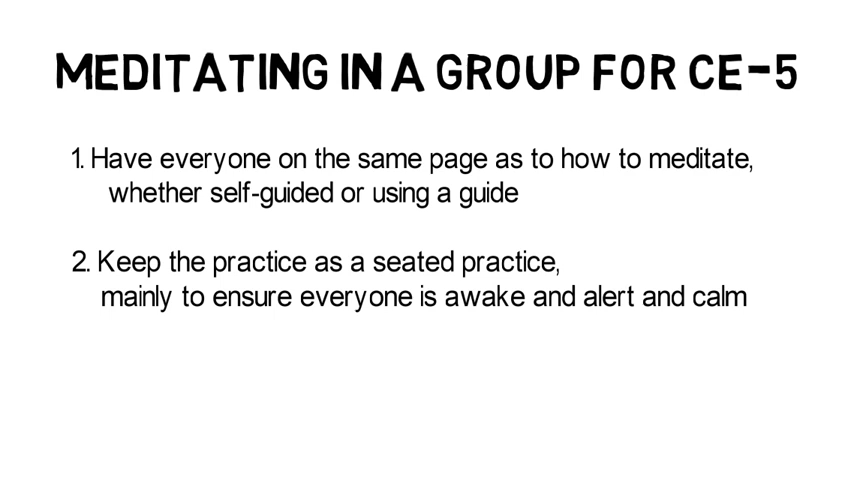 MEDITATING IN A GROUP FOR CE-5
1. Have everyone on the same page as to how to meditate,
whether self-guided or using a guide
2. Keep the practice as a seated practice,
mainly to ensure everyone is awake and alert and calm